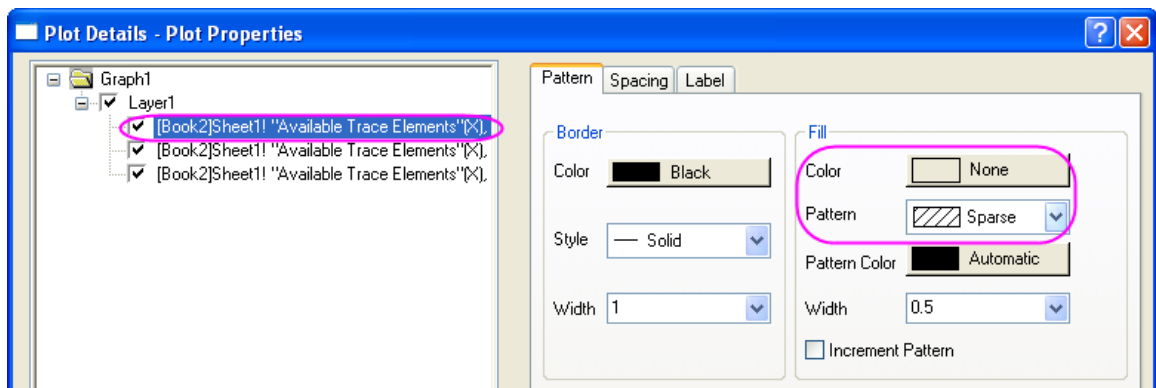 Plot Details - Plot Properties
Graph1
Layer1
[Book2]Sheet1! "Available Trace Elements"(X),
[Book2]Sheet1! "Available Trace Elements"(X),
[Book2]Sheet1! "Available Trace Elements"(X),
Pattern Spacing Label
Border
Color Black
Style Solid
Width 1
Fill
Color None
Pattern Sparse
Pattern Color Automatic
Width 0.5
Increment Pattern